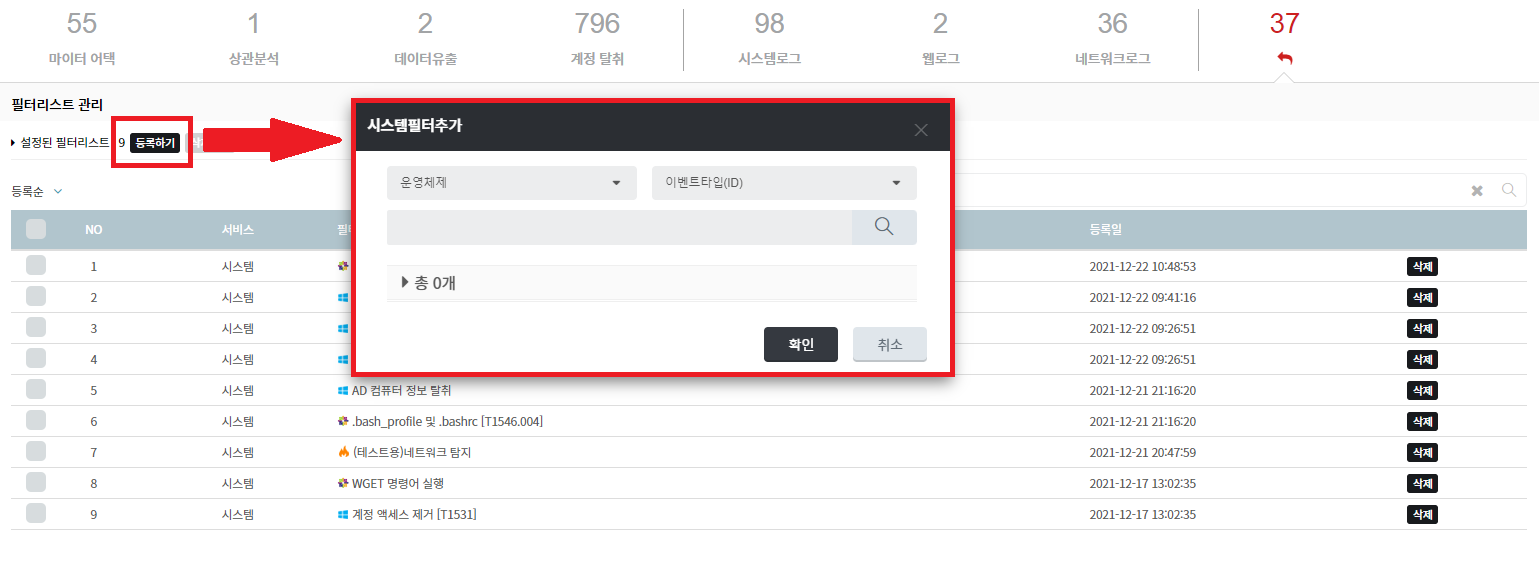 55 1 2 796 98 2 36 37
마이터 어택 상관분석 데이터유출 계정 탈취 시스템로그 웹로그 네트워크로그
필터리스트 관리
설정된 필터리스트 9 등록하기
시스템필터추가
운영체제 이벤트타입(ID)
총 0개
확인 취소
등록순
NO 서비스 등록일
1 시스템 2021-12-22 10:48:53 삭제
2 시스템 2021-12-22 09:41:16 삭제
3 시스템 2021-12-22 09:26:51 삭제
4 시스템 2021-12-22 09:26:51 삭제
5 시스템 AD 컴퓨터 정보 탈취 2021-12-21 21:16:20 삭제
6 시스템 .bash_profile 및 .bashrc [T1546.004] 2021-12-21 21:16:20 삭제
7 시스템 (테스트용)네트워크 탐지 2021-12-21 20:47:59 삭제
8 시스템 WGET 명령어 실행 2021-12-17 13:02:35 삭제
9 시스템 계정 액세스 제거 [T1531] 2021-12-17 13:02:35 삭제